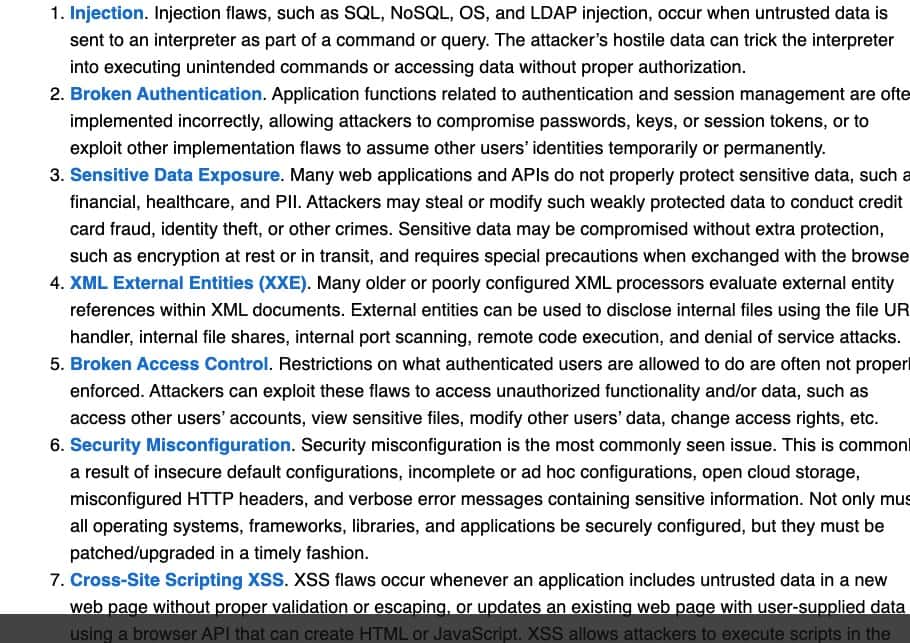 1. Injection. Injection flaws, such as SQL, NoSQL, OS, and LDAP injection, occur when untrusted data is
sent to an interpreter as part of a command or query. The attacker’s hostile data can trick the interpreter
into executing unintended commands or accessing data without proper authorization.
2. Broken Authentication. Application functions related to authentication and session management are ofte
implemented incorrectly, allowing attackers to compromise passwords, keys, or session tokens, or to
exploit other implementation flaws to assume other users’ identities temporarily or permanently.
3. Sensitive Data Exposure. Many web applications and APIs do not properly protect sensitive data, such a
financial, healthcare, and PII. Attackers may steal or modify such weakly protected data to conduct credit
card fraud, identity theft, or other crimes. Sensitive data may be compromised without extra protection,
such as encryption at rest or in transit, and requires special precautions when exchanged with the browse
4. XML External Entities (XXE). Many older or poorly configured XML processors evaluate external entity
references within XML documents. External entities can be used to disclose internal files using the file UR
handler, internal file shares, internal port scanning, remote code execution, and denial of service attacks.
5. Broken Access Control. Restrictions on what authenticated users are allowed to do are often not proper
enforced. Attackers can exploit these flaws to access unauthorized functionality and/or data, such as
access other users’ accounts, view sensitive files, modify other users’ data, change access rights, etc.
6. Security Misconfiguration. Security misconfiguration is the most commonly seen issue. This is common
a result of insecure default configurations, incomplete or ad hoc configurations, open cloud storage,
misconfigured HTTP headers, and verbose error messages containing sensitive information. Not only mus
all operating systems, frameworks, libraries, and applications be securely configured, but they must be
patched/upgraded in a timely fashion.
7. Cross-Site Scripting XSS. XSS flaws occur whenever an application includes untrusted data in a new
web page without proper validation or escaping, or updates an existing web page with user-supplied data
using a browser API that can create HTML or JavaScript. XSS allows attackers to execute scripts in the